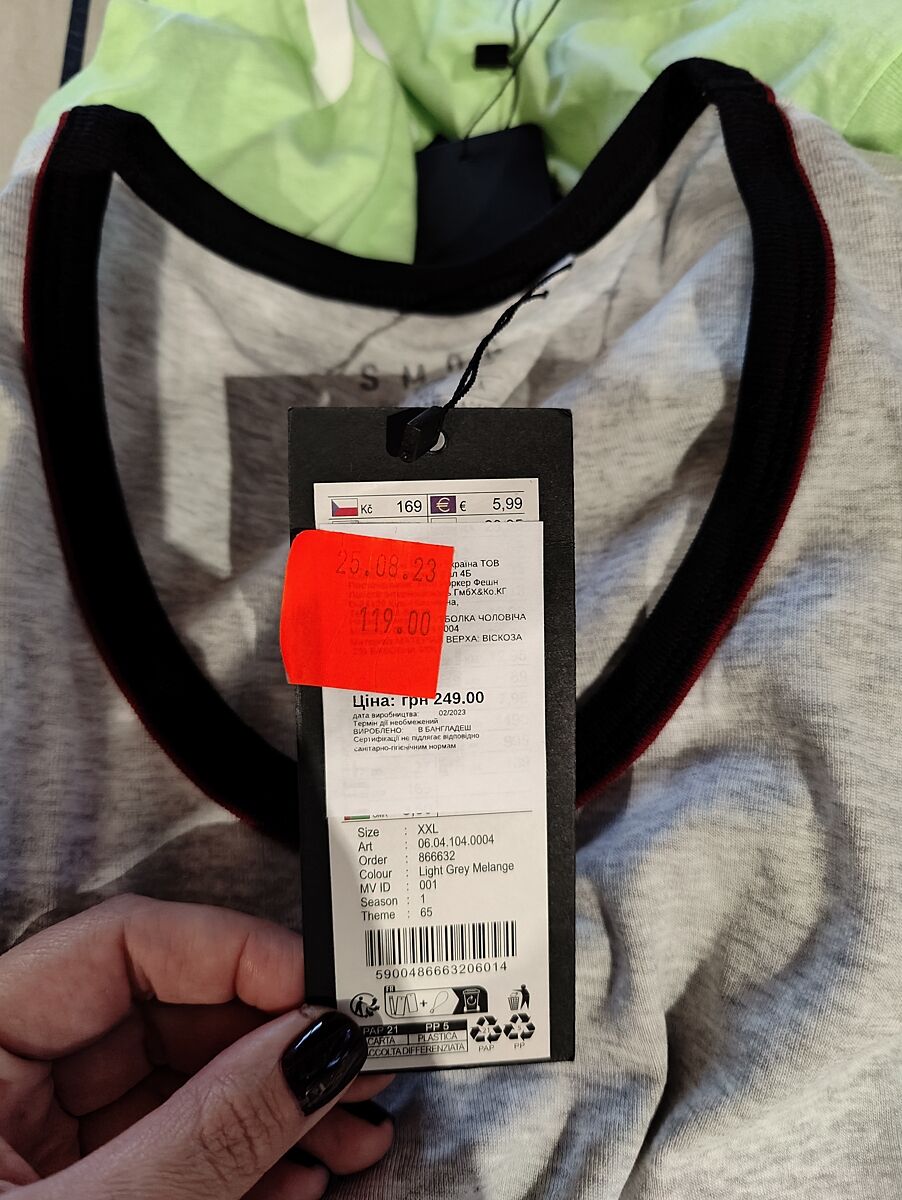 S M O G
Kč 169 € 5,99
25.08.23
119.00
країна ТОВ
4Б
ркер Фешн
ГмбХ&Ко.КГ
БОЛКА ЧОЛОВІЧА
004
ВЕРХА: ВІСКОЗА
Ціна: грн 249.00
дата виробництва: 02/2023
Термін дії необмежений
ВИРОБЛЕНО: В БАНГЛАДЕШ
Сертифікації не підлягає відповідно
санітарно-гігієнічним нормам
Size : XXL
Art : 06.04.104.0004
Order : 866632
Colour : Light Grey Melange
MV ID : 001
Season : 1
Theme : 65
5900486663206014
FR
+
PAP 21 PP 5
CARTA PLASTICA
RACCOLTA DIFFERENZIATA
PAP PP